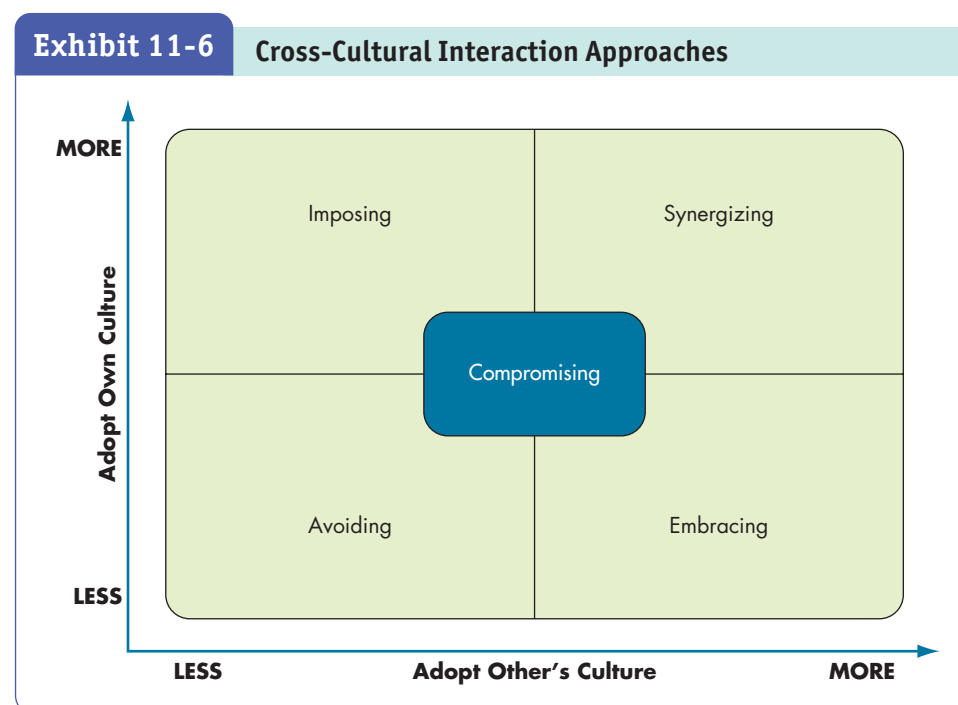 Exhibit 11-6
Cross-Cultural Interaction Approaches
MORE
Adopt Own Culture
LESS
Imposing
Synergizing
Compromising
Avoiding
Embracing
LESS
Adopt Other's Culture
MORE